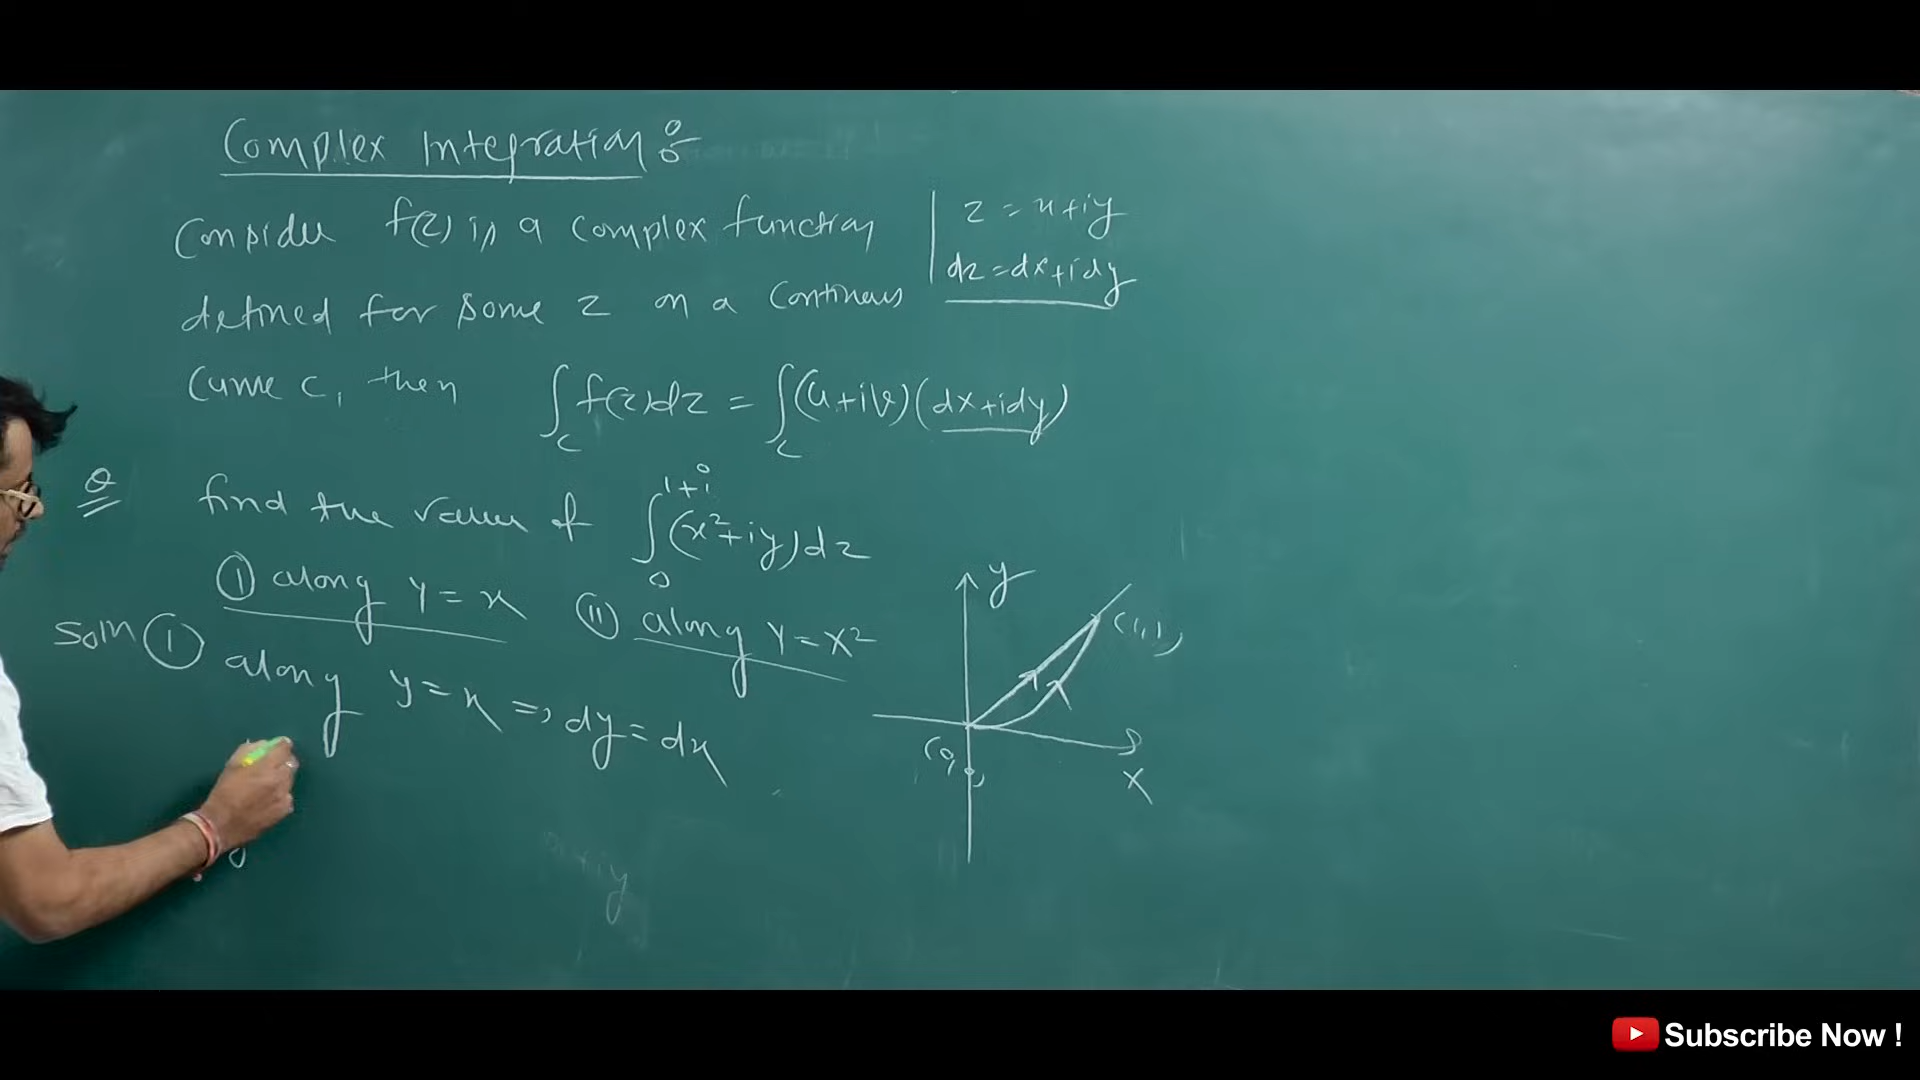 Complex Integration :-
Consider f(z) is a complex function
defined for some z on a continous
curve c, then ∫_C f(z)dz = ∫_C (u+iv)(dx+idy)
z = x+iy
dz = dx+idy
Q find the value of ∫_0^{1+i} (x²+iy)dz
(I) along y = x (II) along y = x²
Soln (1) along y = x ⇒ dy = dx
y
(1,1)
(0,
x
Subscribe Now !